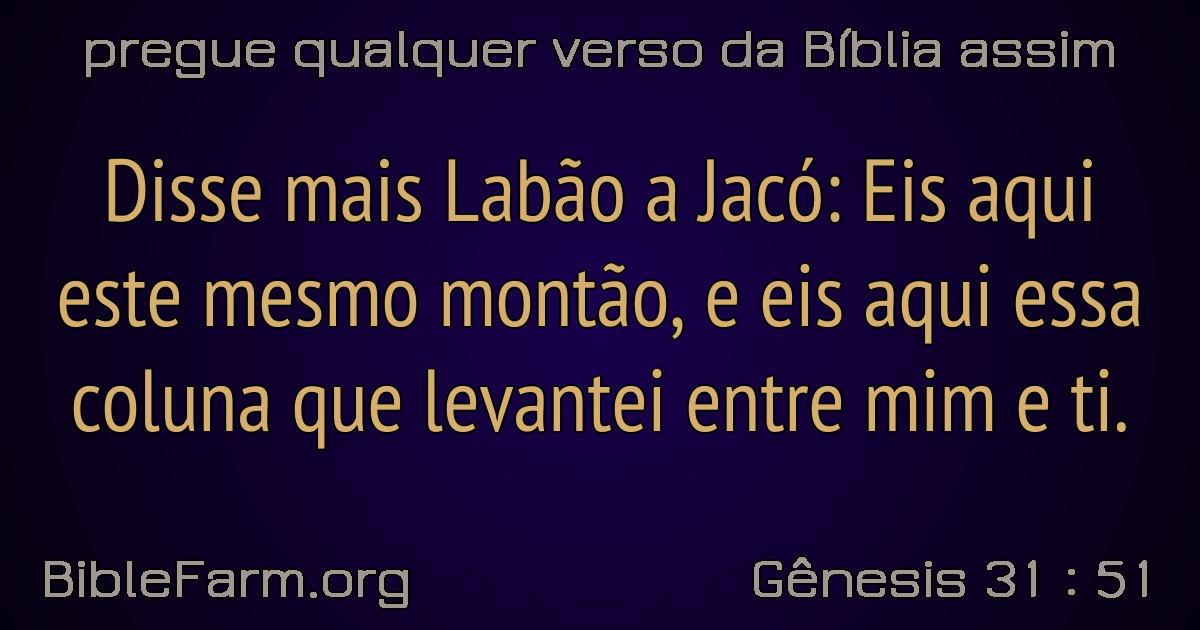 pregue qualquer verso da Bíblia assim
Disse mais Labão a Jacó: Eis aqui
este mesmo montão, e eis aqui essa
coluna que levantei entre mim e ti.
BibleFarm.org
Gênesis 31 : 51